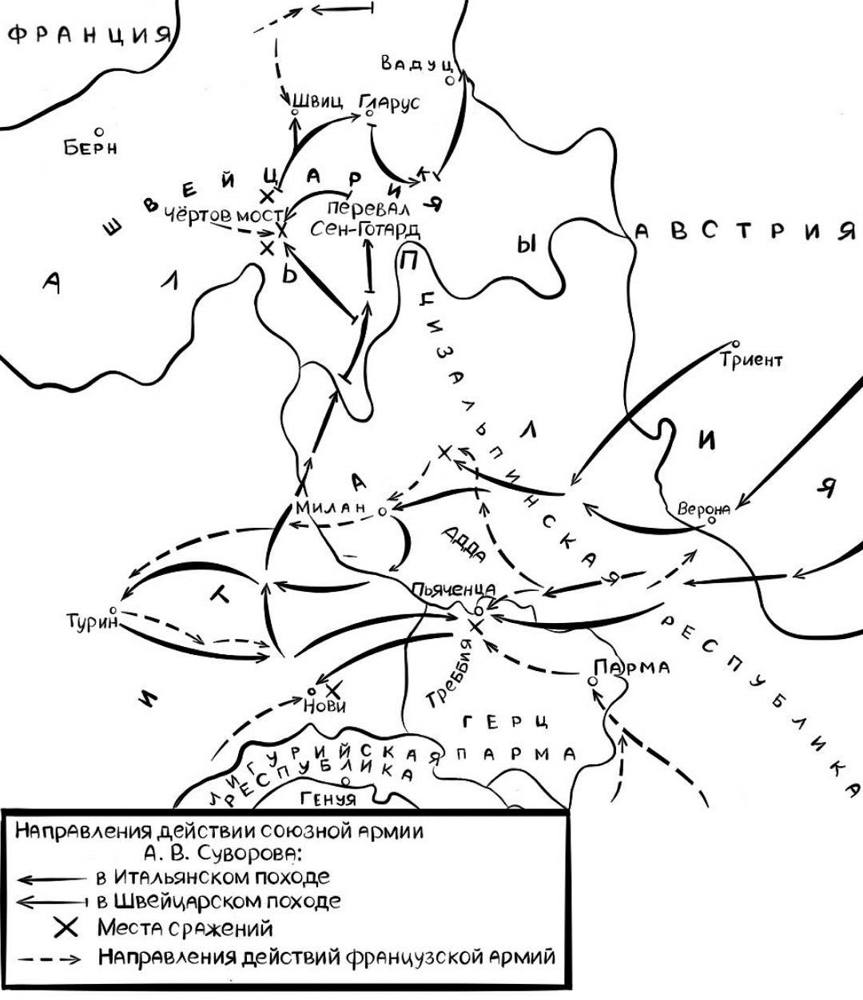 ФРАНЦИЯ
ВАДУЦ
ШВИЦ
ГЛАРУС
БЕРН
ШВЕЙЦАРИЯ
К
ЧЁРТОВ МОСТ
ПЕРЕВАЛ
СЕН-ГОТАРД
АВСТРИЯ
АЛЬПЫ
ЦИЗАЛЬПИНСКАЯ
РЕСПУБЛИКА
ТРИЕНТ
ИТАЛИЯ
МИЛАН
ВЕРОНА
АДДА
ПЬЯЧЕНЦА
ТУРИН
ТРЕББИЯ
ПАРМА
НОВИ
ГЕРЦ
ПАРМА
ЛИГУРИЙСКАЯ
РЕСПУБЛИКА
ГЕНУЯ
НАПРАВЛЕНИЯ ДЕЙСТВИИ СОЮЗНОЙ АРМИИ
А. В. СУВОРОВА:
В ИТАЛЬЯНСКОМ ПОХОДЕ
В ШВЕЙЦАРСКОМ ПОХОДЕ
МЕСТА СРАЖЕНИЙ
НАПРАВЛЕНИЯ ДЕЙСТВИЙ ФРАНЦУЗСКОЙ АРМИЙ